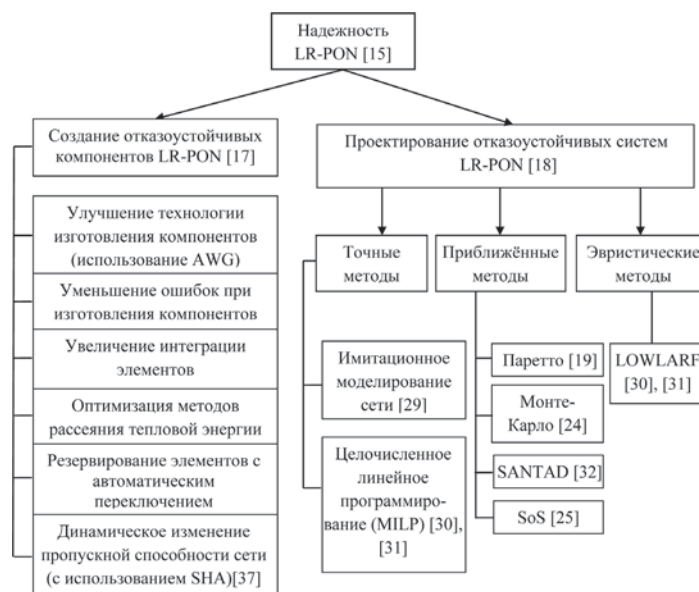 Надежность
LR-PON [15]
Создание отказоустойчивых
компонентов LR-PON [17]
Улучшение технологии
изготовления компонентов
(использование AWG)
Уменьшение ошибок при
изготовления компонентов
Увеличение интеграции
элементов
Оптимизация методов
рассеяния тепловой энергии
Резервирование элементов с
автоматическим
переключением
Динамическое изменение
пропускной способности сети
(с использованием SHA)[37]
Проектирование отказоустойчивых систем
LR-PON [18]
Точные
методы
Имитационное
моделирование
сети [29]
Целочисленное
линейное
программиро-
вание (MILP) [30],
[31]
Приближённые
методы
Паретто [19]
Монте-
Карло [24]
SANTAD [32]
SoS [25]
Эвристические
методы
LOWLARF
[30], [31]